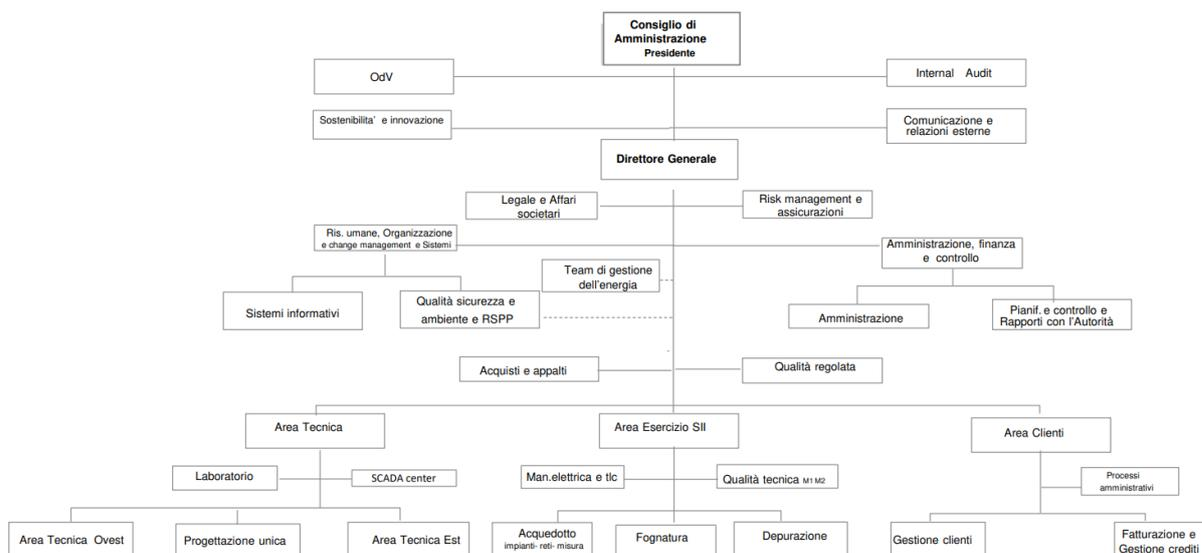 Consiglio di
Amministrazione
Presidente
OdV
Internal Audit
Sostenibilita' e innovazione
Comunicazione e
relazioni esterne
Direttore Generale
Legale e Affari
societari
Risk management e
assicurazioni
Ris. umane, Organizzazione
e change management e Sistemi
Amministrazione, finanza
e controllo
Team di gestione
dell'energia
Sistemi informativi
Qualità sicurezza e
ambiente e RSPP
Amministrazione
Pianif. e controllo e
Rapporti con l'Autorità
Acquisti e appalti
Qualità regolata
Area Tecnica
Area Esercizio SII
Area Clienti
Laboratorio
SCADA center
Man.elettrica e tlc
Qualità tecnica M1 M2
Processi
amministrativi
Area Tecnica Ovest
Progettazione unica
Area Tecnica Est
Acquedotto
impianti- reti- misura
Fognatura
Depurazione
Gestione clienti
Fatturazione e
Gestione crediti